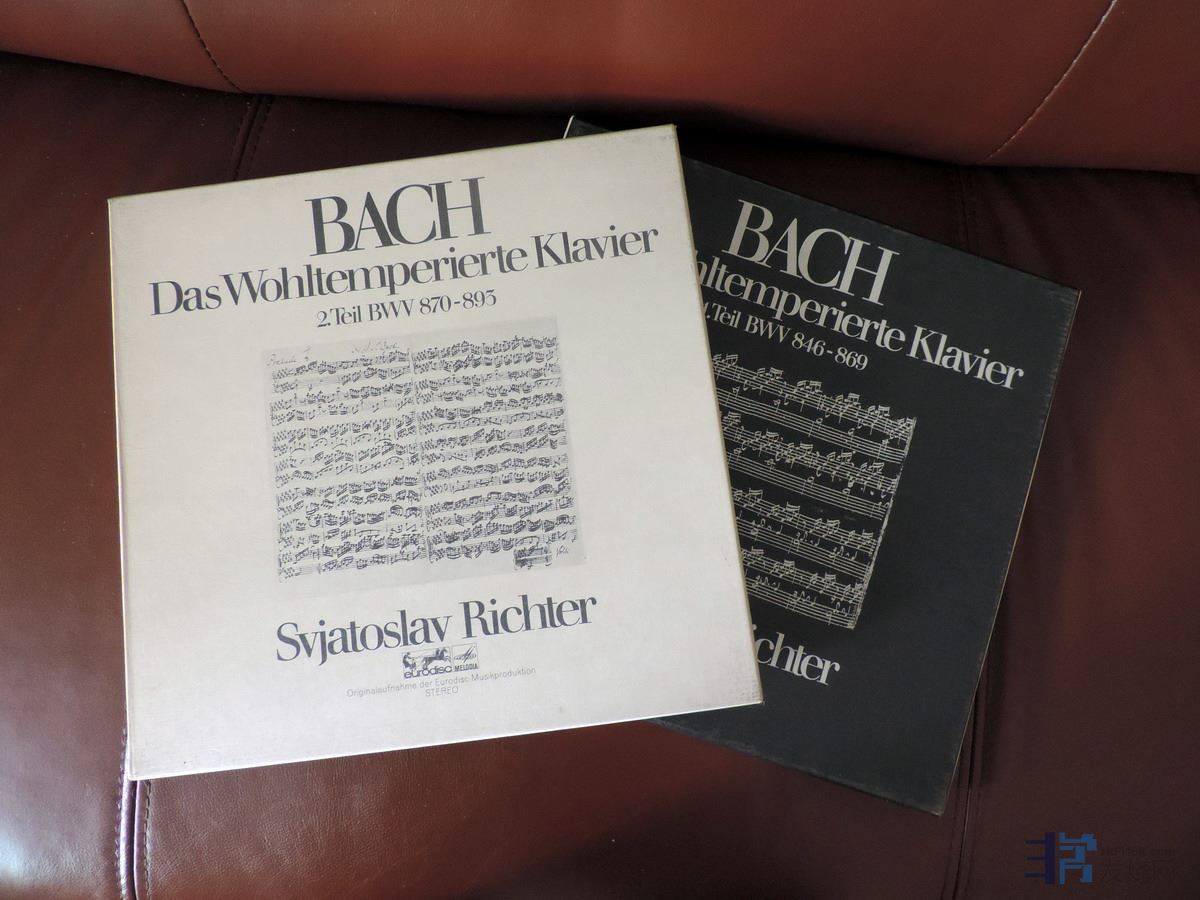 BACH
Das Wohltemperierte Klavier
2.Teil BWV 870-893
Svjatoslav Richter
eurodisc MELODIA
Originalaufnahme der Eurodisc Musikproduktion
STEREO
BACH
hltemperierte Klavier
.Teil BWV 846-869
ichter